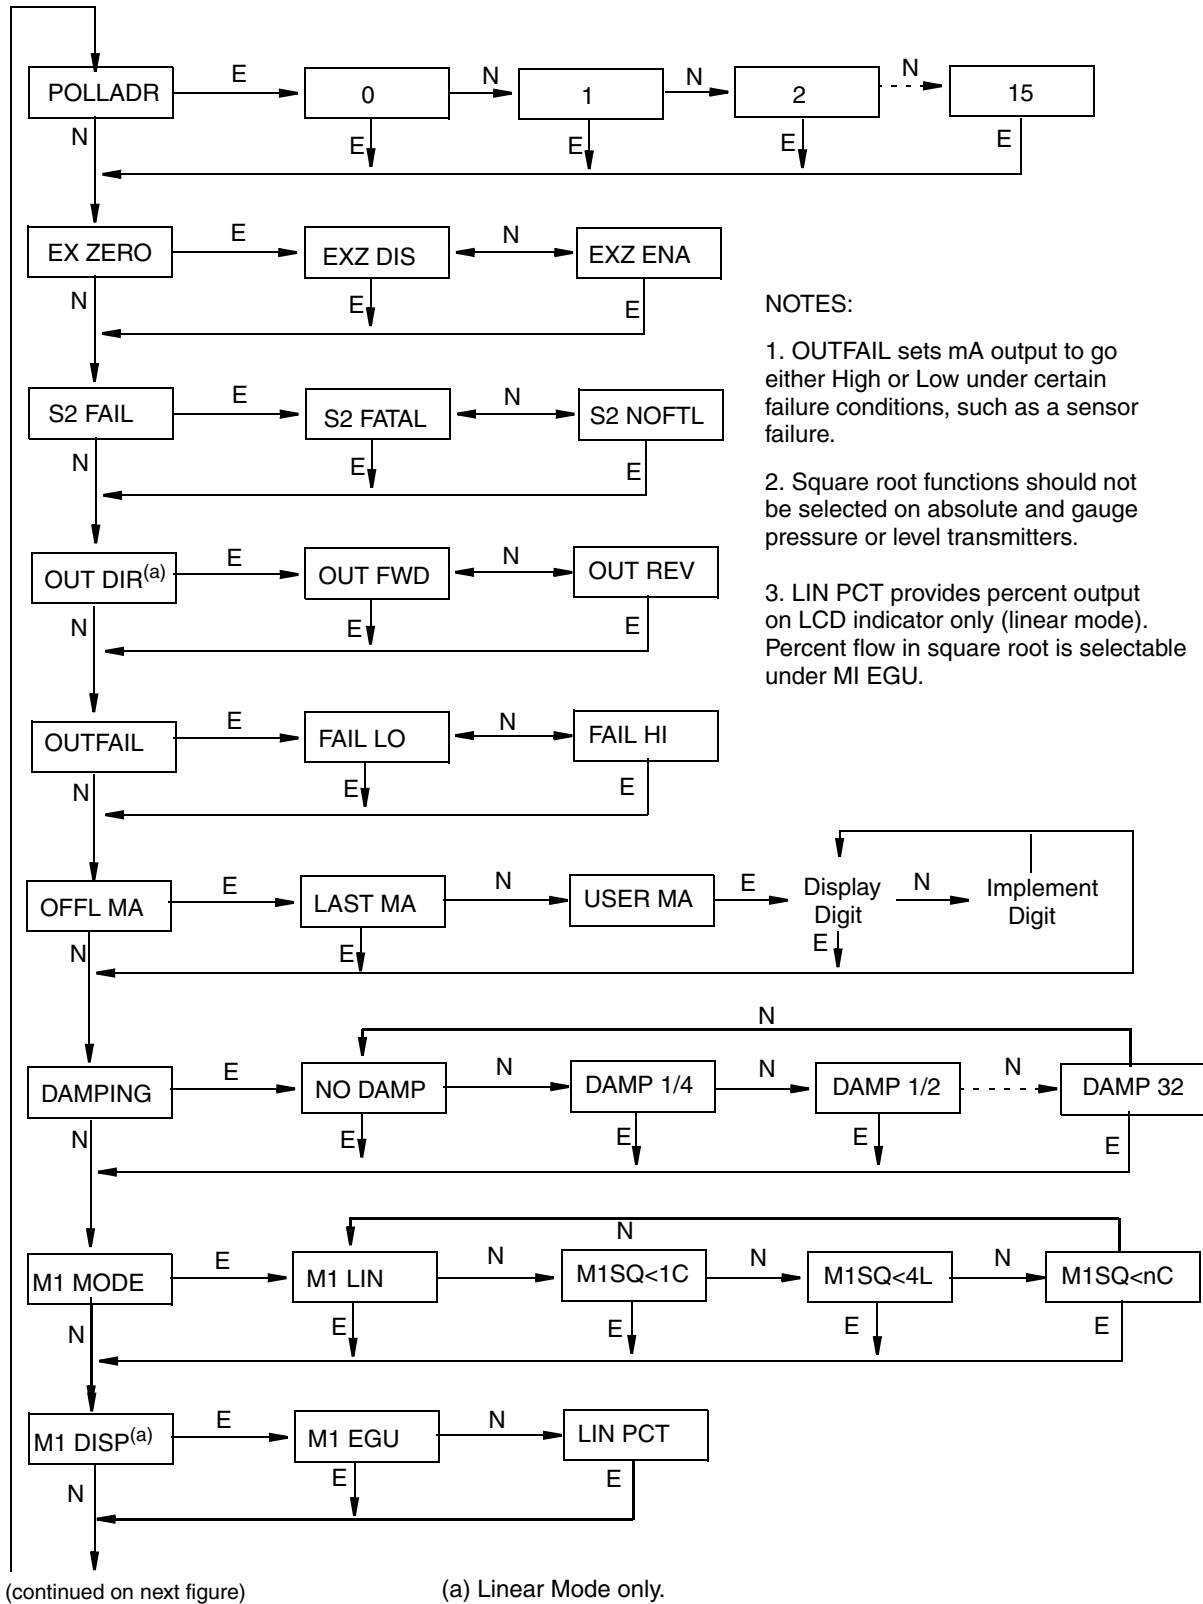 POLLADR E 0 N 1 N 2 N 15
N E E E E
EX ZERO E EXZ DIS N EXZ ENA
N E E
S2 FAIL E S2 FATAL N S2 NOFTL
N E E
OUT DIR(a) E OUT FWD N OUT REV
N E E
OUTFAIL E FAIL LO N FAIL HI
N E E
NOTES:
1. OUTFAIL sets mA output to go
either High or Low under certain
failure conditions, such as a sensor
failure.
2. Square root functions should not
be selected on absolute and gauge
pressure or level transmitters.
3. LIN PCT provides percent output
on LCD indicator only (linear mode).
Percent flow in square root is selectable
under MI EGU.
OFFL MA E LAST MA N USER MA E Display N Implement
Digit Digit
N E E
N
DAMPING E NO DAMP N DAMP 1/4 N DAMP 1/2 N DAMP 32
N E E E E
N
M1 MODE E M1 LIN N M1SQ<1C N M1SQ<4L N M1SQ<nC
N E E E E
M1 DISP(a) E M1 EGU N LIN PCT
N E E
(continued on next figure)
(a) Linear Mode only.